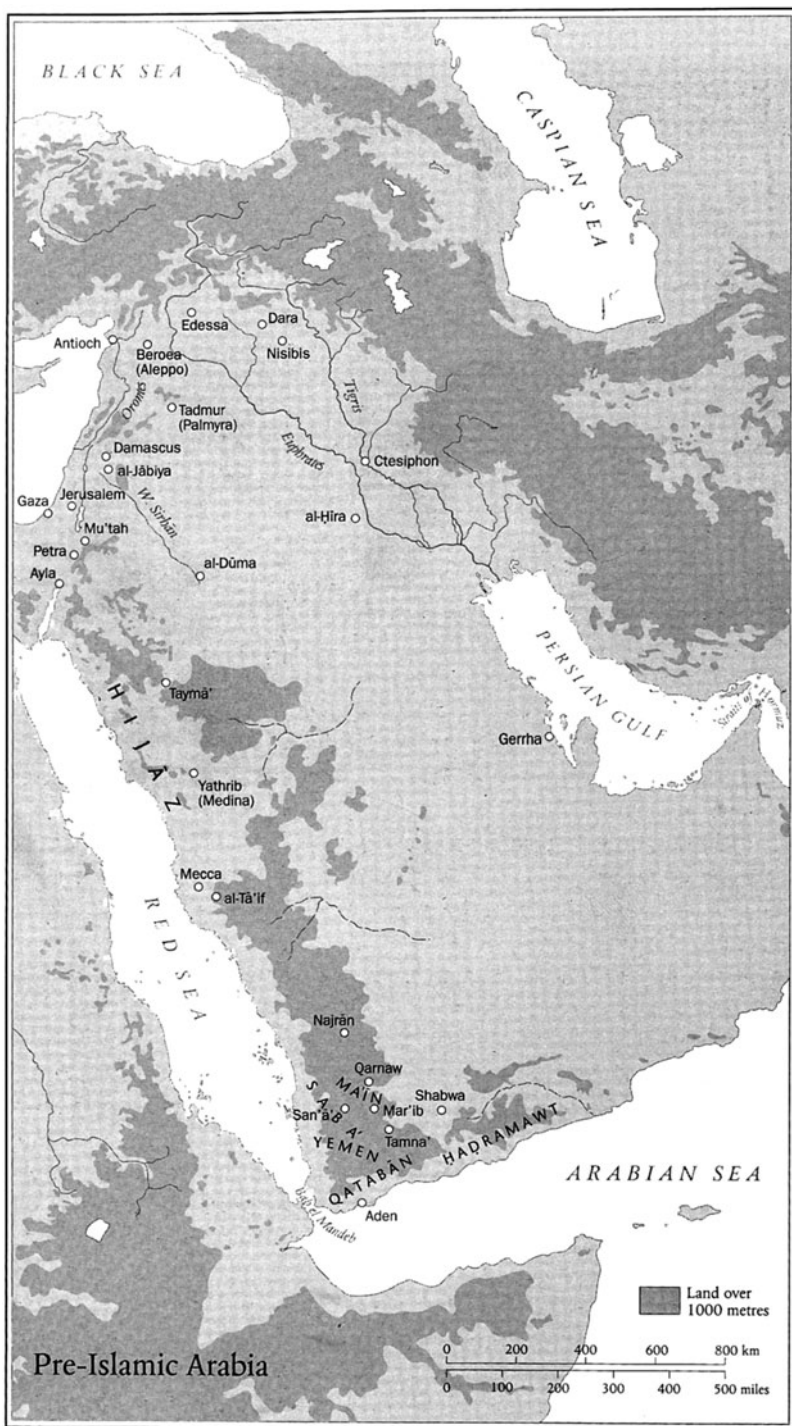 BLACK SEA
CASPIAN SEA
Edessa
Dara
Antioch
Beroea
(Aleppo)
Nisibis
Orontes
Tigris
Tadmur
(Palmyra)
Euphrates
Damascus
al-Jâbiya
Ctesiphon
W. Sirhān
Gaza
Jerusalem
Mu'tah
al-Ḥīra
Petra
al-Dūma
Ayla
PERSIAN GULF
Straits of Hormuz
HIJĀZ
Taymā'
Gerrha
Yathrib
(Medina)
Mecca
al-Tā'if
RED SEA
Najrān
Qarnaw
MA'ĪN
Shabwa
SABA'
San'ā'
Mar'ib
YEMEN
Tamna'
ḤAḌRAMAWT
QATABĀN
ARABIAN SEA
Bab el Mandeb
Aden
Land over
1000 metres
Pre-Islamic Arabia
0 200 400 600 800 km
0 100 200 300 400 500 miles